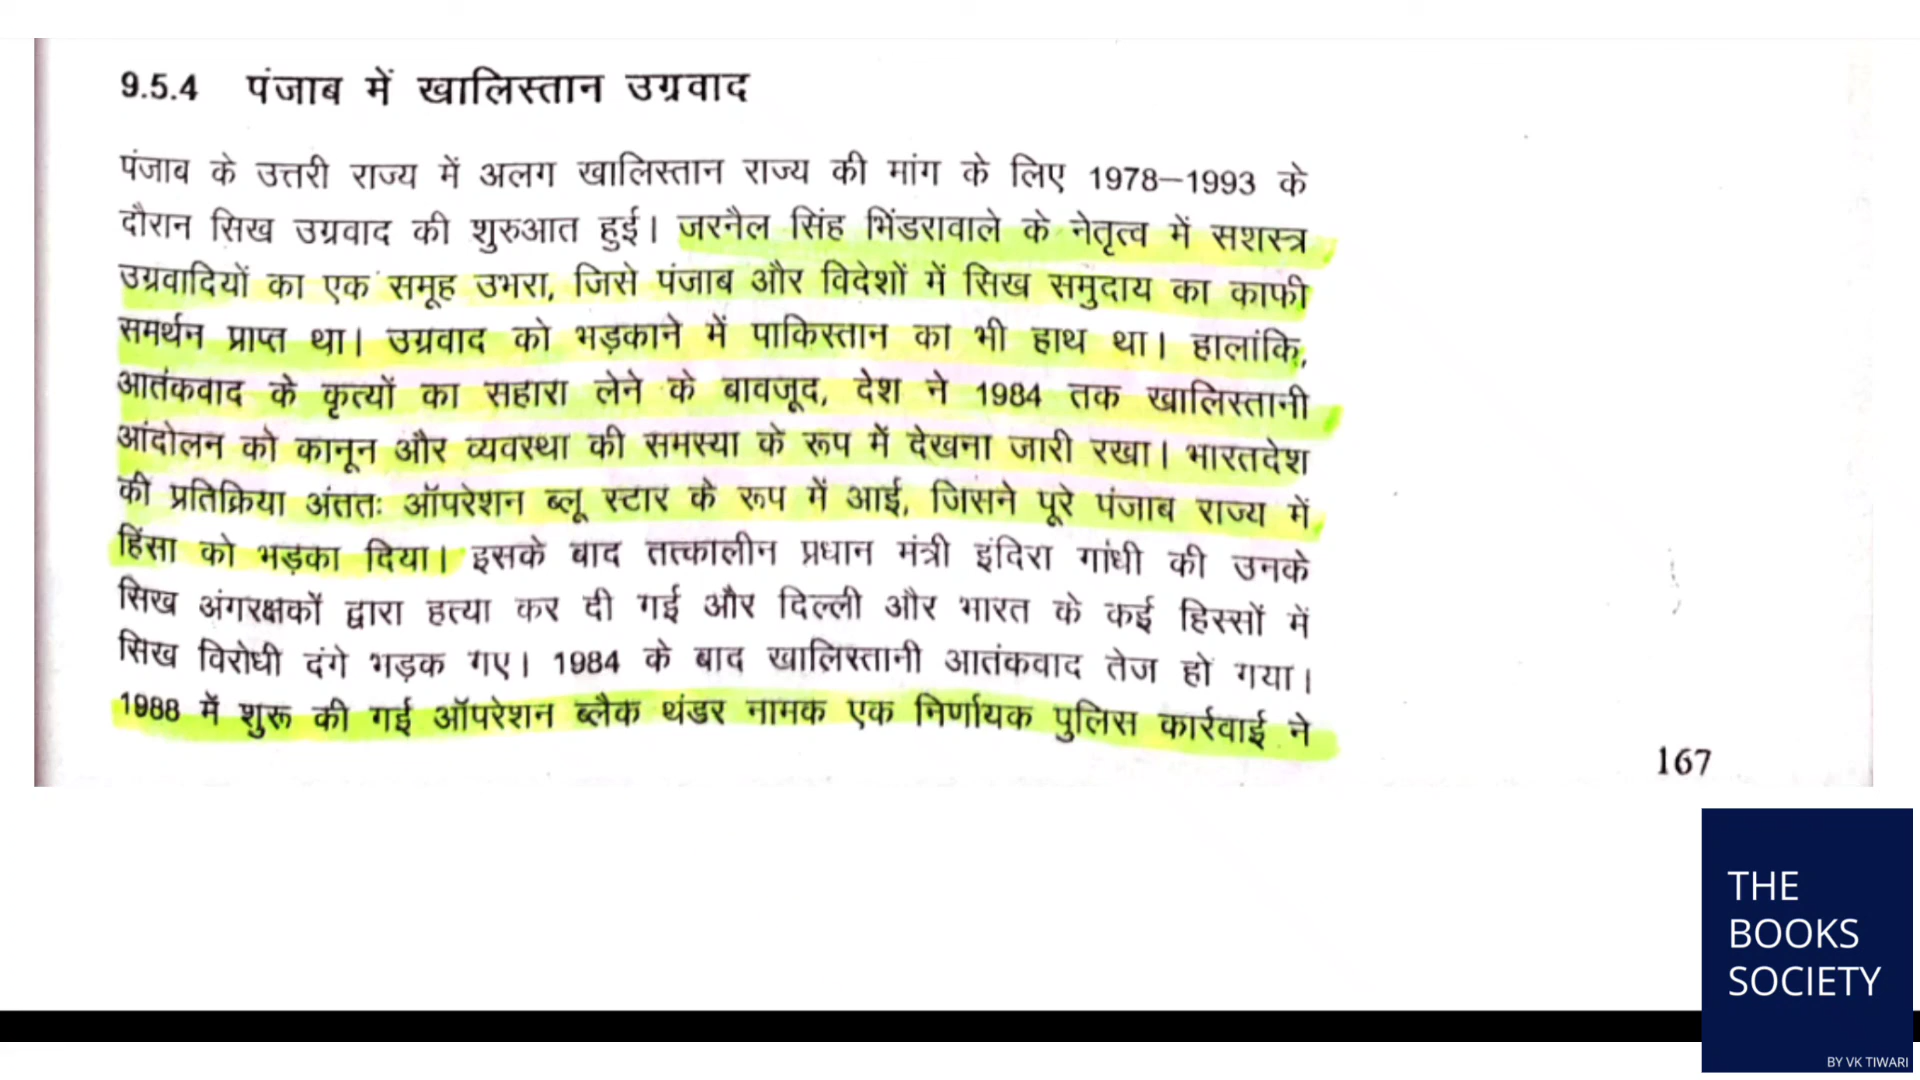 9.5.4 पंजाब में खालिस्तान उग्रवाद
पंजाब के उत्तरी राज्य में अलग खालिस्तान राज्य की मांग के लिए 1978–1993 के
दौरान सिख उग्रवाद की शुरुआत हुई। जरनैल सिंह भिंडरावाले के नेतृत्व में सशस्त्र
उग्रवादियों का एक समूह उभरा, जिसे पंजाब और विदेशों में सिख समुदाय का काफी
समर्थन प्राप्त था। उग्रवाद को भड़काने में पाकिस्तान का भी हाथ था। हालांकि,
आतंकवाद के कृत्यों का सहारा लेने के बावजूद, देश ने 1984 तक खालिस्तानी
आंदोलन को कानून और व्यवस्था की समस्या के रूप में देखना जारी रखा। भारतदेश
की प्रतिक्रिया अंततः ऑपरेशन ब्लू स्टार के रूप में आई, जिसने पूरे पंजाब राज्य में
हिंसा को भड़का दिया। इसके बाद तत्कालीन प्रधान मंत्री इंदिरा गांधी की उनके
सिख अंगरक्षकों द्वारा हत्या कर दी गई और दिल्ली और भारत के कई हिस्सों में
सिख विरोधी दंगे भड़क गए। 1984 के बाद खालिस्तानी आतंकवाद तेज हो गया।
1988 में शुरू की गई ऑपरेशन ब्लैक थंडर नामक एक निर्णायक पुलिस कार्रवाई ने
167
THE
BOOKS
SOCIETY
BY VK TIWARI